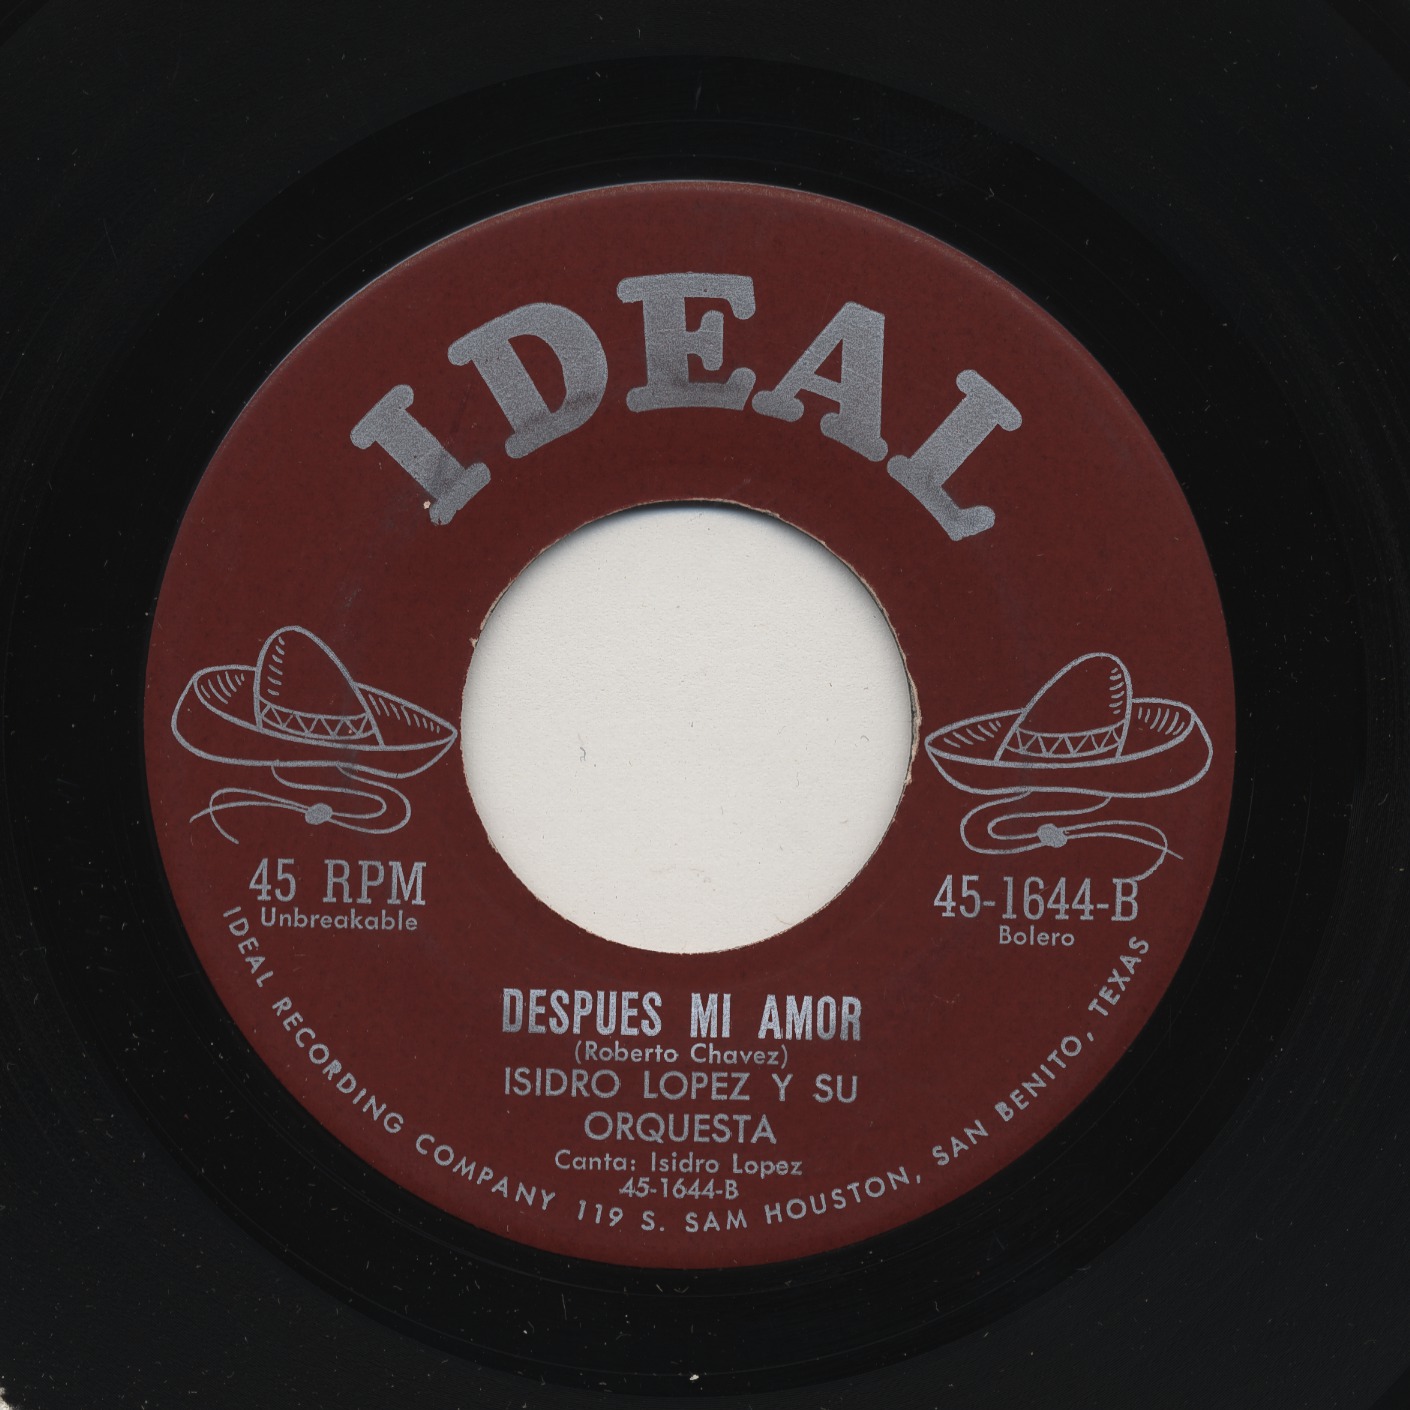 IDEAL
45 RPM
Unbreakable
45-1644-B
Bolero
DESPUES MI AMOR
(Roberto Chavez)
ISIDRO LOPEZ Y SU
ORQUESTA
Canta: Isidro Lopez
45-1644-B
IDEAL RECORDING COMPANY 119 S. SAM HOUSTON, SAN BENITO, TEXAS